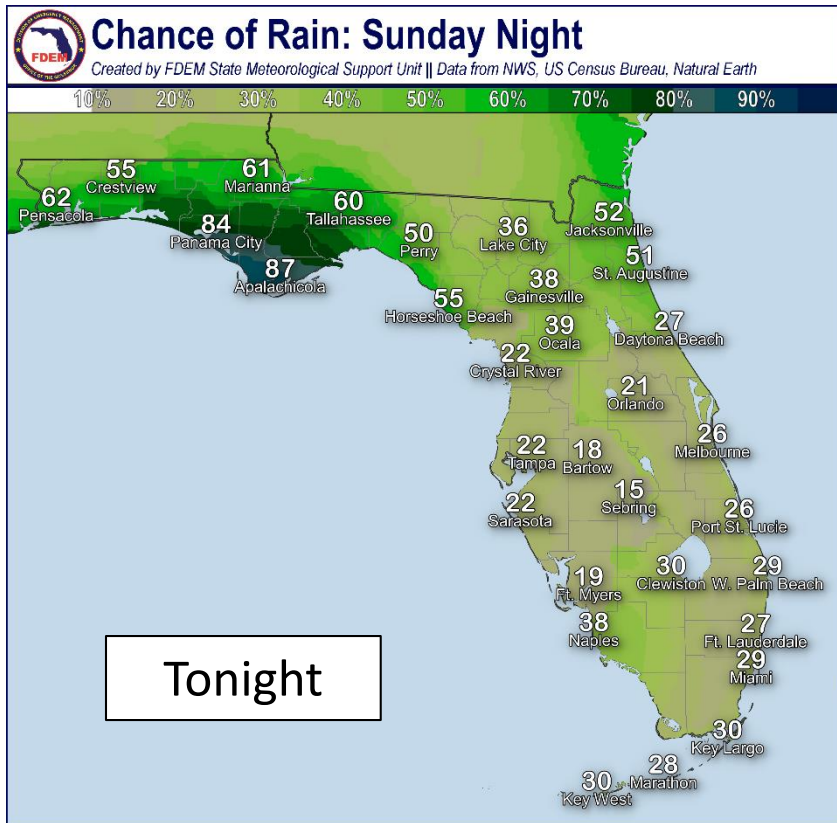 Chance of Rain: Sunday Night
Created by FDEM State Meteorological Support Unit || Data from NWS, US Census Bureau, Natural Earth
FDEM
10% 20% 30% 40% 50% 60% 70% 80% 90%
55
Crestview
61
Marianna
62
Pensacola
60
Tallahassee
84
Panama City
87
Apalachicola
50
Perry
36
Lake City
52
Jacksonville
51
St. Augustine
38
Gainesville
55
Horseshoe Beach
39
Ocala
27
Daytona Beach
22
Crystal River
21
Orlando
26
Melbourne
22
Tampa
18
Bartow
15
Sebring
22
Sarasota
26
Port St. Lucie
19
Ft. Myers
30
Clewiston
29
W. Palm Beach
38
Naples
27
Ft. Lauderdale
29
Miami
Tonight
30
Key Largo
28
Marathon
30
Key West